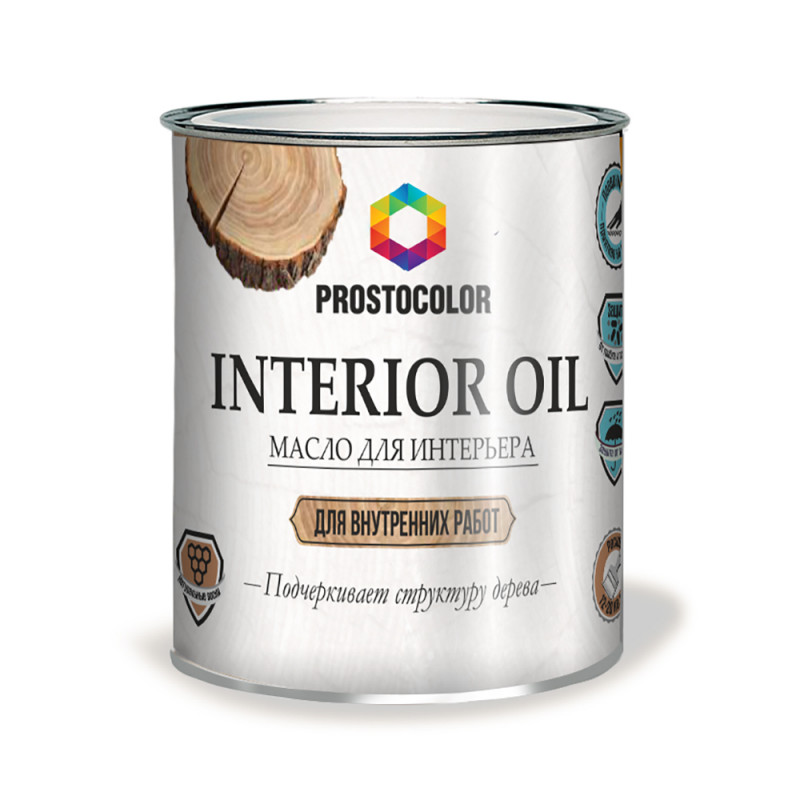 PROSTOCOLOR
INTERIOR OIL
МАСЛО ДЛЯ ИНТЕРЬЕРА
ДЛЯ ВНУТРЕННИХ РАБОТ
—Подчеркивает структуру дерева—